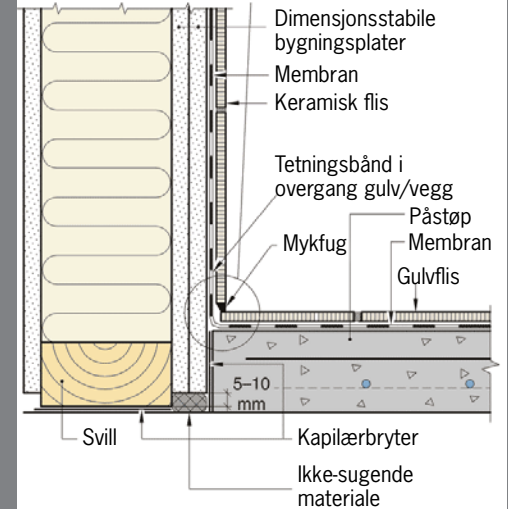 Dimensjonsstabile
bygningsplater
Membran
Keramisk flis
Tetningsbånd i
overgang gulv/vegg
Påstøp
Mykfug
Membran
Gulvflis
5–10
mm
Svill
Kapilærbryter
Ikke-sugende
materiale